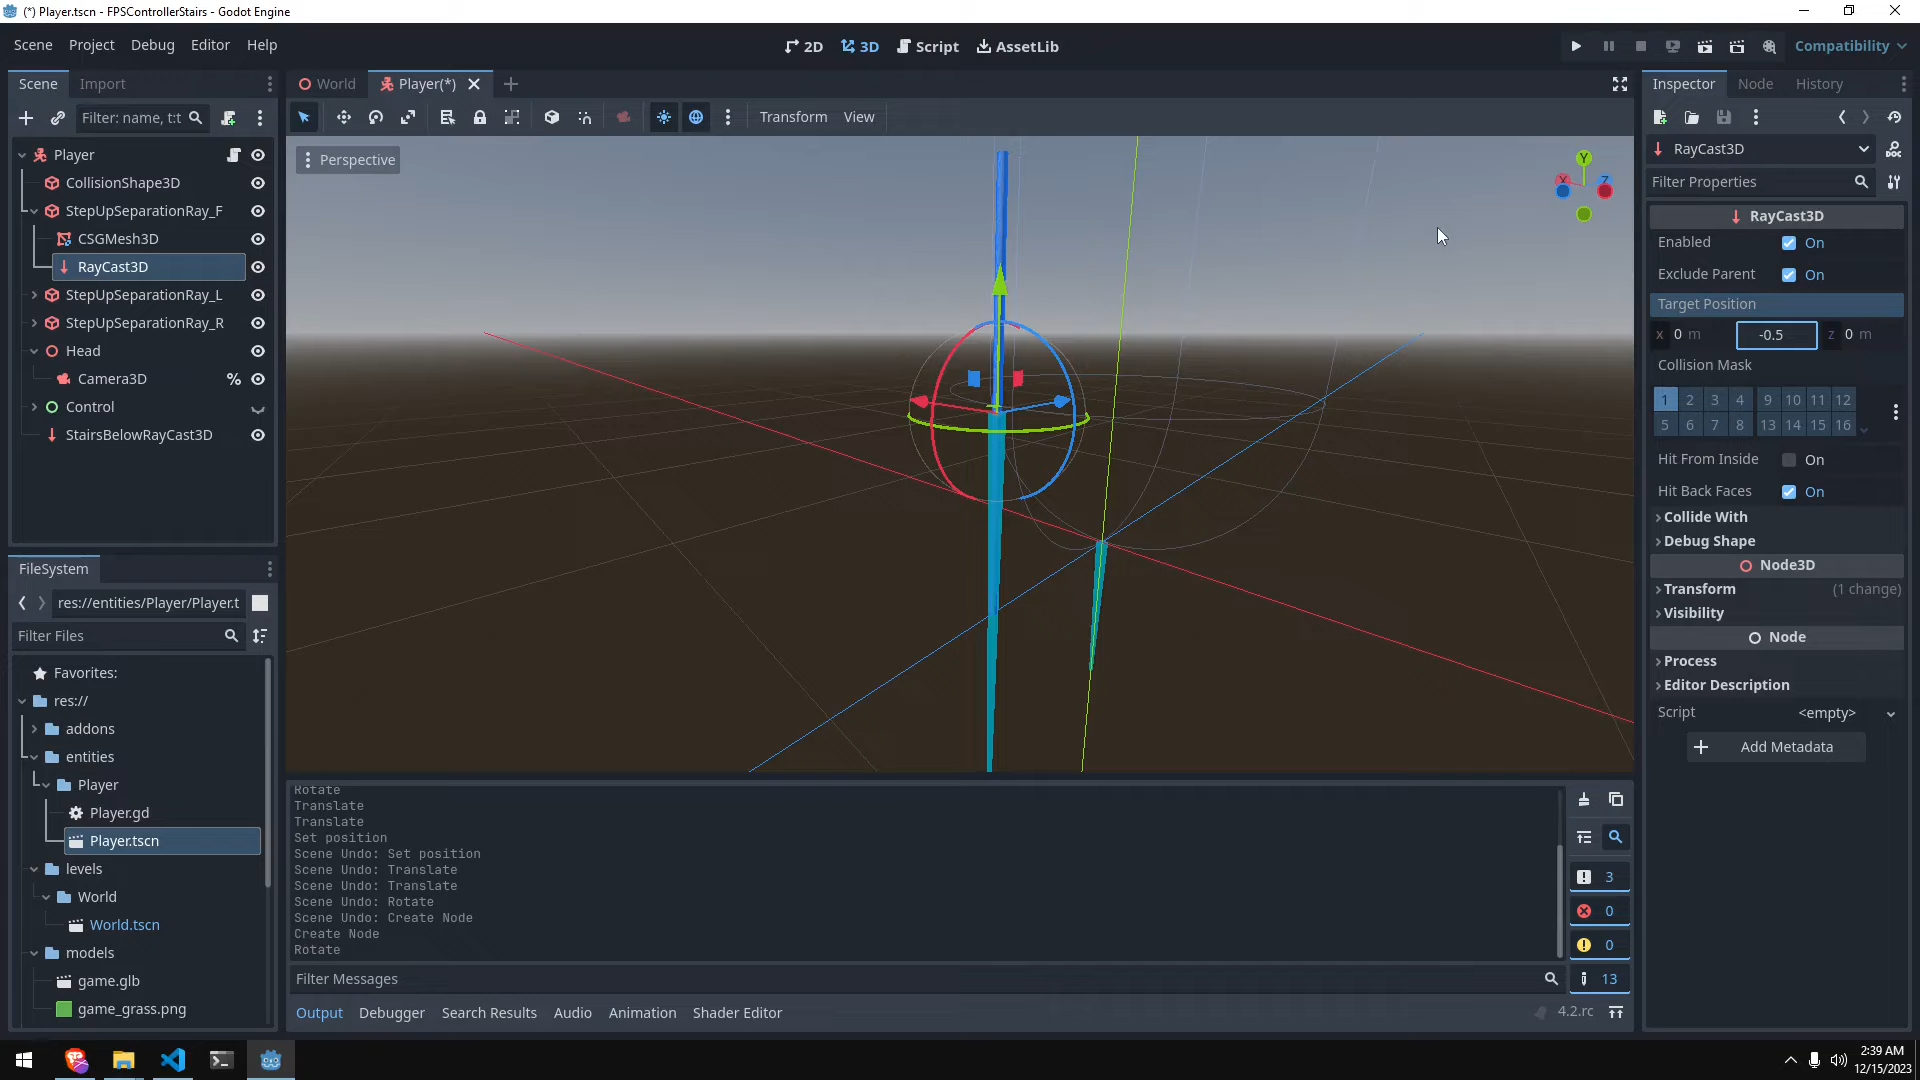 (*) Player.tscn - FPSControllerStairs - Godot Engine
Scene Project Debug Editor Help
2D 3D Script AssetLib
Compatibility
Scene Import
World Player(*)
Inspector Node History
Filter: name, t:t
Transform View
Player
CollisionShape3D
StepUpSeparationRay_F
CSGMesh3D
RayCast3D
StepUpSeparationRay_L
StepUpSeparationRay_R
Head
Camera3D %
Control
StairsBelowRayCast3D
Perspective
Y
X
Z
RayCast3D
Filter Properties
RayCast3D
Enabled On
Exclude Parent On
Target Position
x 0 m -0.5 z 0 m
Collision Mask
1 2 3 4 9 10 11 12
5 6 7 8 13 14 15 16
Hit From Inside On
Hit Back Faces On
Collide With
Debug Shape
Node3D
Transform (1 change)
Visibility
Node
Process
Editor Description
Script <empty>
Add Metadata
FileSystem
res://entities/Player/Player.t
Filter Files
Favorites:
res://
addons
entities
Player
Player.gd
Player.tscn
levels
World
World.tscn
models
game.glb
game_grass.png
Rotate
Translate
Translate
Set position
Scene Undo: Set position
Scene Undo: Translate
Scene Undo: Translate
Scene Undo: Rotate
Scene Undo: Create Node
Create Node
Rotate
3
0
0
13
Filter Messages
Output Debugger Search Results Audio Animation Shader Editor
4.2.rc
2:39 AM
12/15/2023